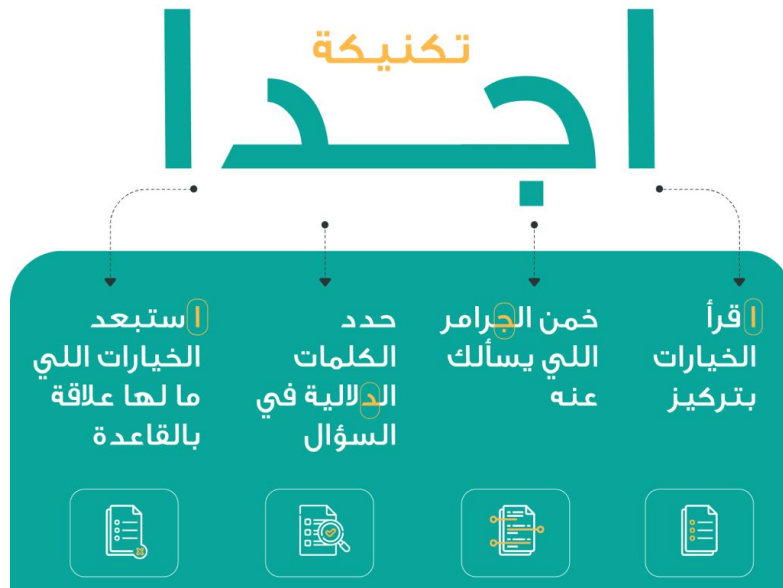 تكنيكة
اجدا
اقرأ
الخيارات
بتركيز
خمن الجرامر
اللي يسألك
عنه
حدد
الكلمات
الدلالية في
السؤال
استبعد
الخيارات اللي
ما لها علاقة
بالقاعدة